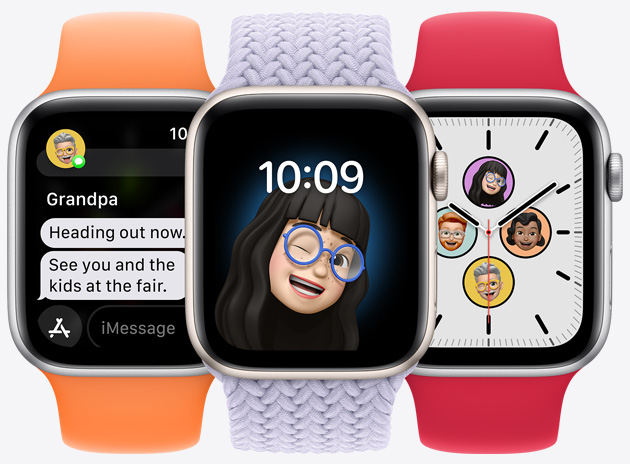 10
Grandpa
Heading out now.
See you and the
kids at the fair.
iMessage
10:09